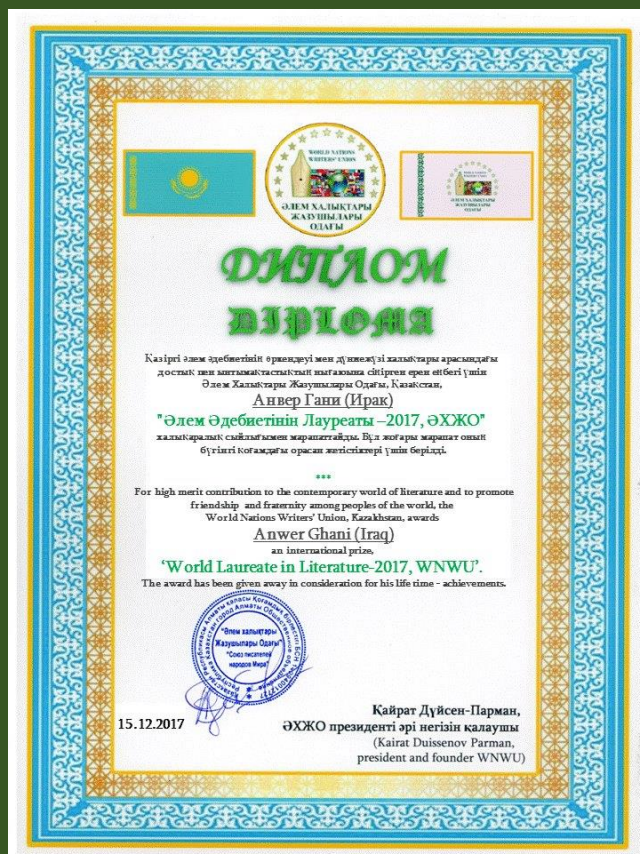 WORLD NATIONS
WRITERS' UNION
ӘЛЕМ ХАЛЫҚТАРЫ
ЖАЗУШЫЛАРЫ
ОДАҒЫ
ДИПЛОМ
DIPLOMA
Қазіргі әлем әдебиетінің өркендеуі мен дүниежүзі халықтары арасындағы
достық пен ынтымақтастықтың нығаюына сіңірген ерен еңбегі үшін
Әлем Халықтары Жазушылары Одағы, Қазақстан,
Анвер Гани (Ирак)
"Әлем Әдебиетінің Лауреаты –2017, ӘХЖО"
халықаралық сыйлығымен марапаттайды. Бұл жоғары марапат оның
бүгінгі қоғамдағы орасан жетістіктері үшін берілді.
***
For high merit contribution to the contemporary world of literature and to promote
friendship and fraternity among peoples of the world, the
World Nations Writers' Union, Kazakhstan, awards
Anwer Ghani (Iraq)
an international prize,
‘World Laureate in Literature-2017, WNWU’.
The award has been given away in consideration for his life time - achievements.
"Әлем халықтары
Жазушылары Одағы"
"Союз писателей
народов Мира"
15.12.2017
Қайрат Дүйсен-Парман,
ӘХЖО президенті әрі негізін қалаушы
(Kairat Duissenov Parman,
president and founder WNWU)